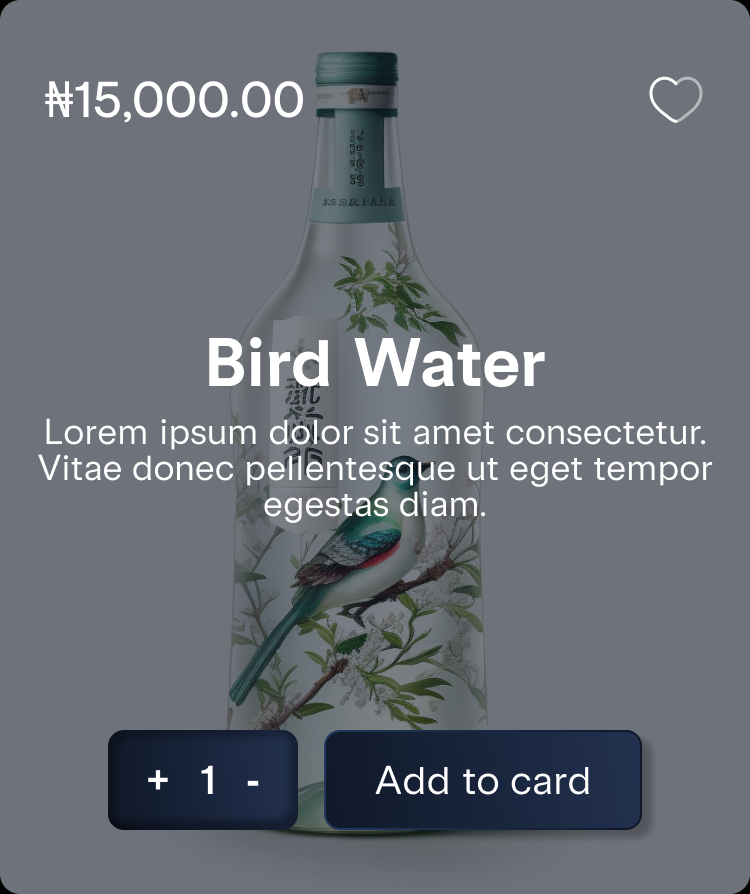 ₦15,000.00
Bird Water
Lorem ipsum dolor sit amet consectetur.
Vitae donec pellentesque ut eget tempor
egestas diam.
+ 1 -
Add to card